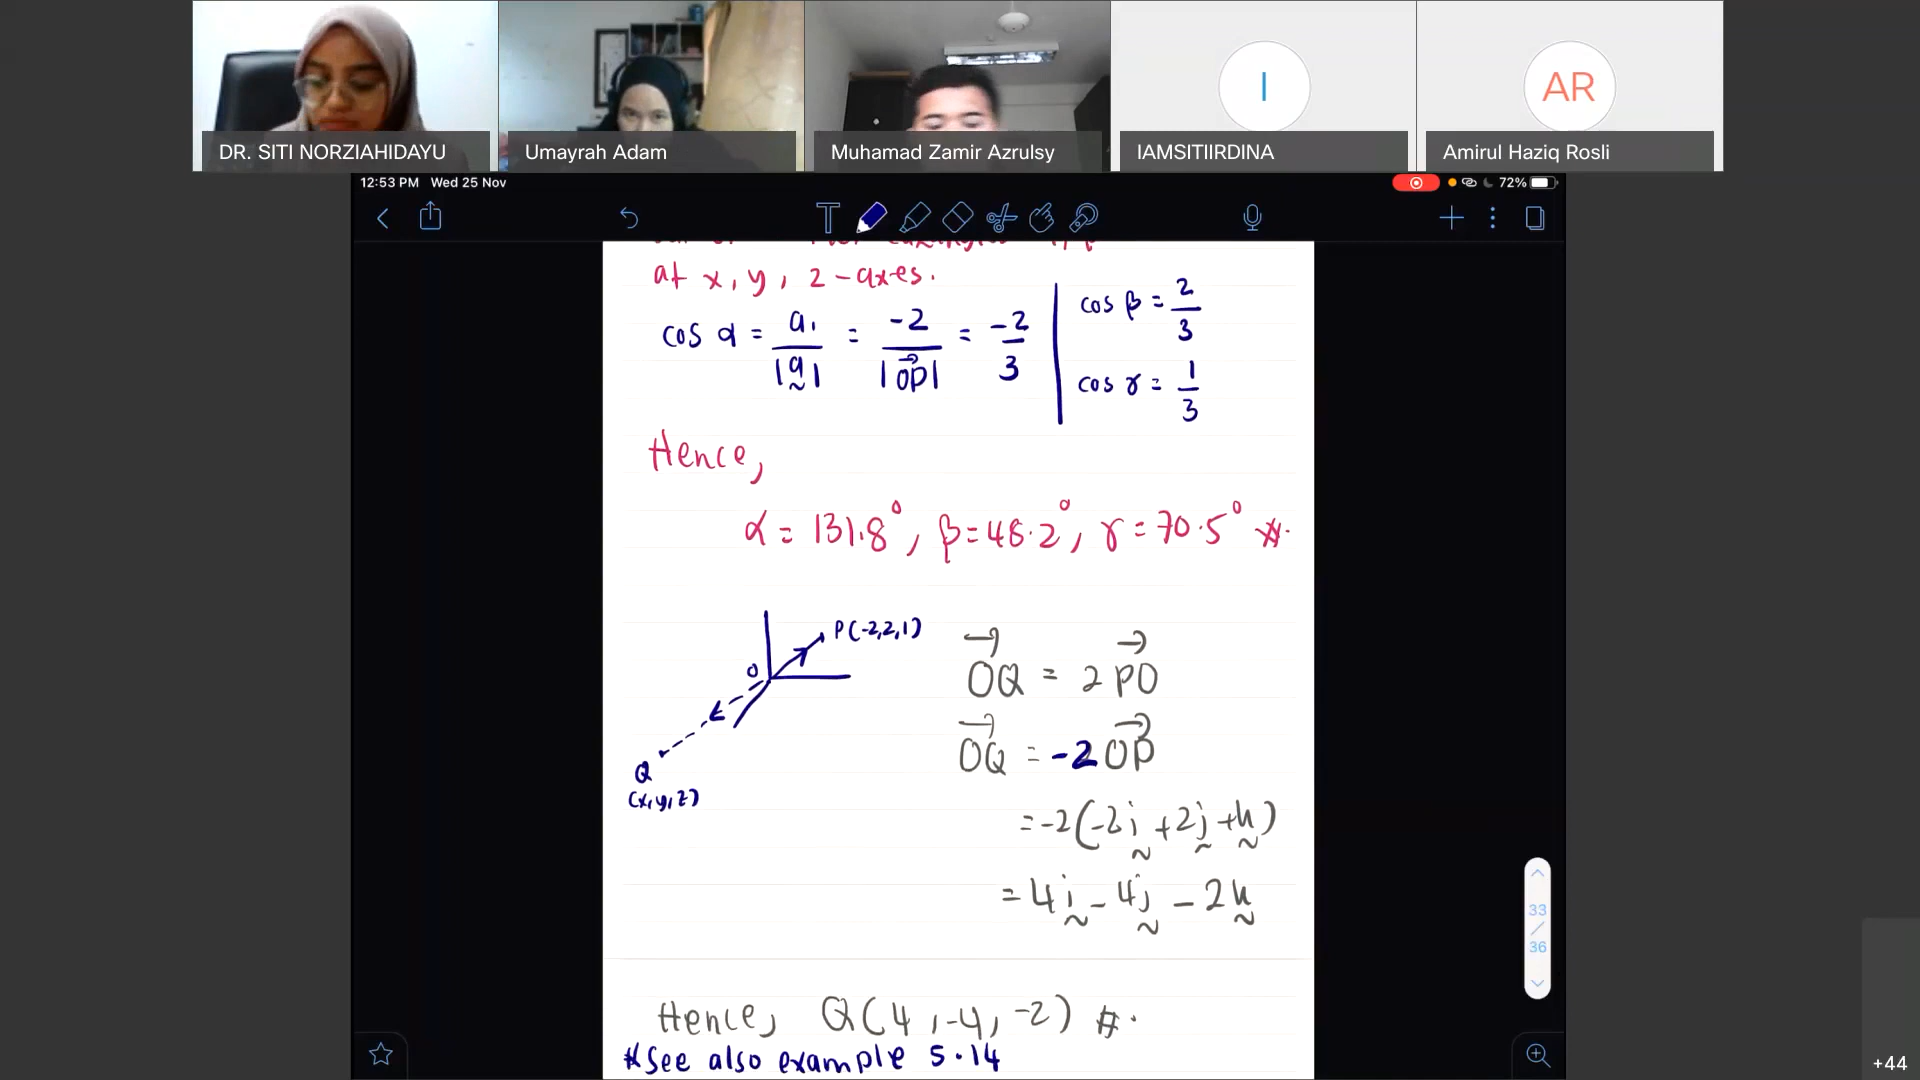 I
AR
DR. SITI NORZIAHIDAYU
Umayrah Adam
Muhamad Zamir Azrulsy
IAMSITIIRDINA
Amirul Haziq Rosli
12:53 PM Wed 25 Nov
72%
T
at x, y, z-axes.
cos α = a₁/|a̰| = -2/|OP⃗| = -2/3
cos β = 2/3
cos γ = 1/3
Hence,
α = 131.8°, β = 48.2°, γ = 70.5° #.
P(-2,2,1)
O
Q
(x,y,z)
OQ⃗ = 2PO⃗
OQ⃗ = -2OP⃗
= -2(-2ḭ + 2j̰ + k̰)
= 4ḭ - 4j̰ - 2k̰
Hence, Q(4, -4, -2) #.
*See also example 5.14
33
/
36
+44